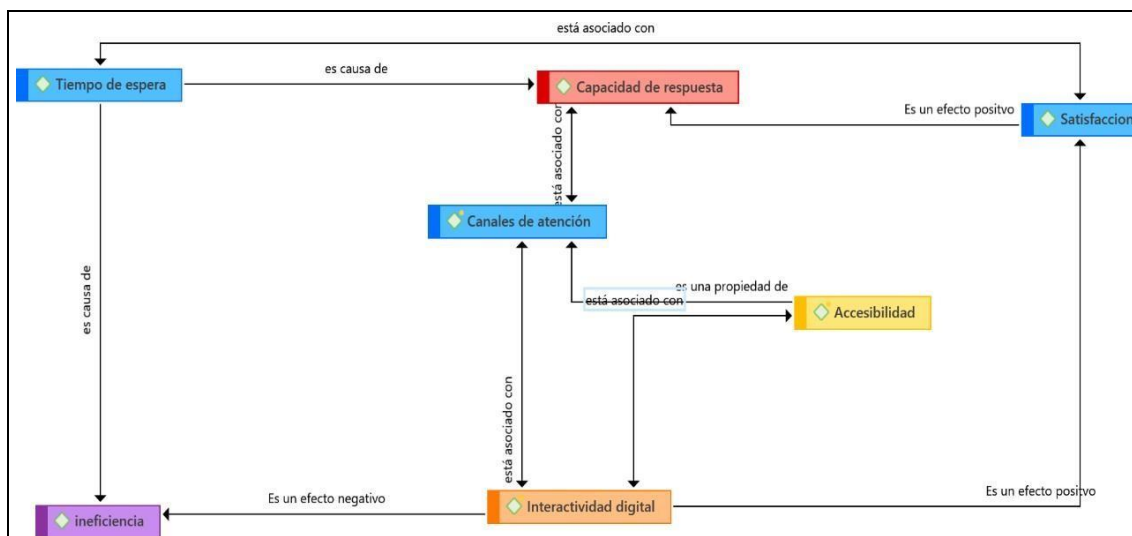 está asociado con
Tiempo de espera
es causa de
Capacidad de respuesta
Es un efecto positvo
Satisfaccion
está asociado con
Canales de atención
es causa de
es una propiedad de
está asociado con
Accesibilidad
está asociado con
Es un efecto negativo
Interactividad digital
Es un efecto positvo
ineficiencia